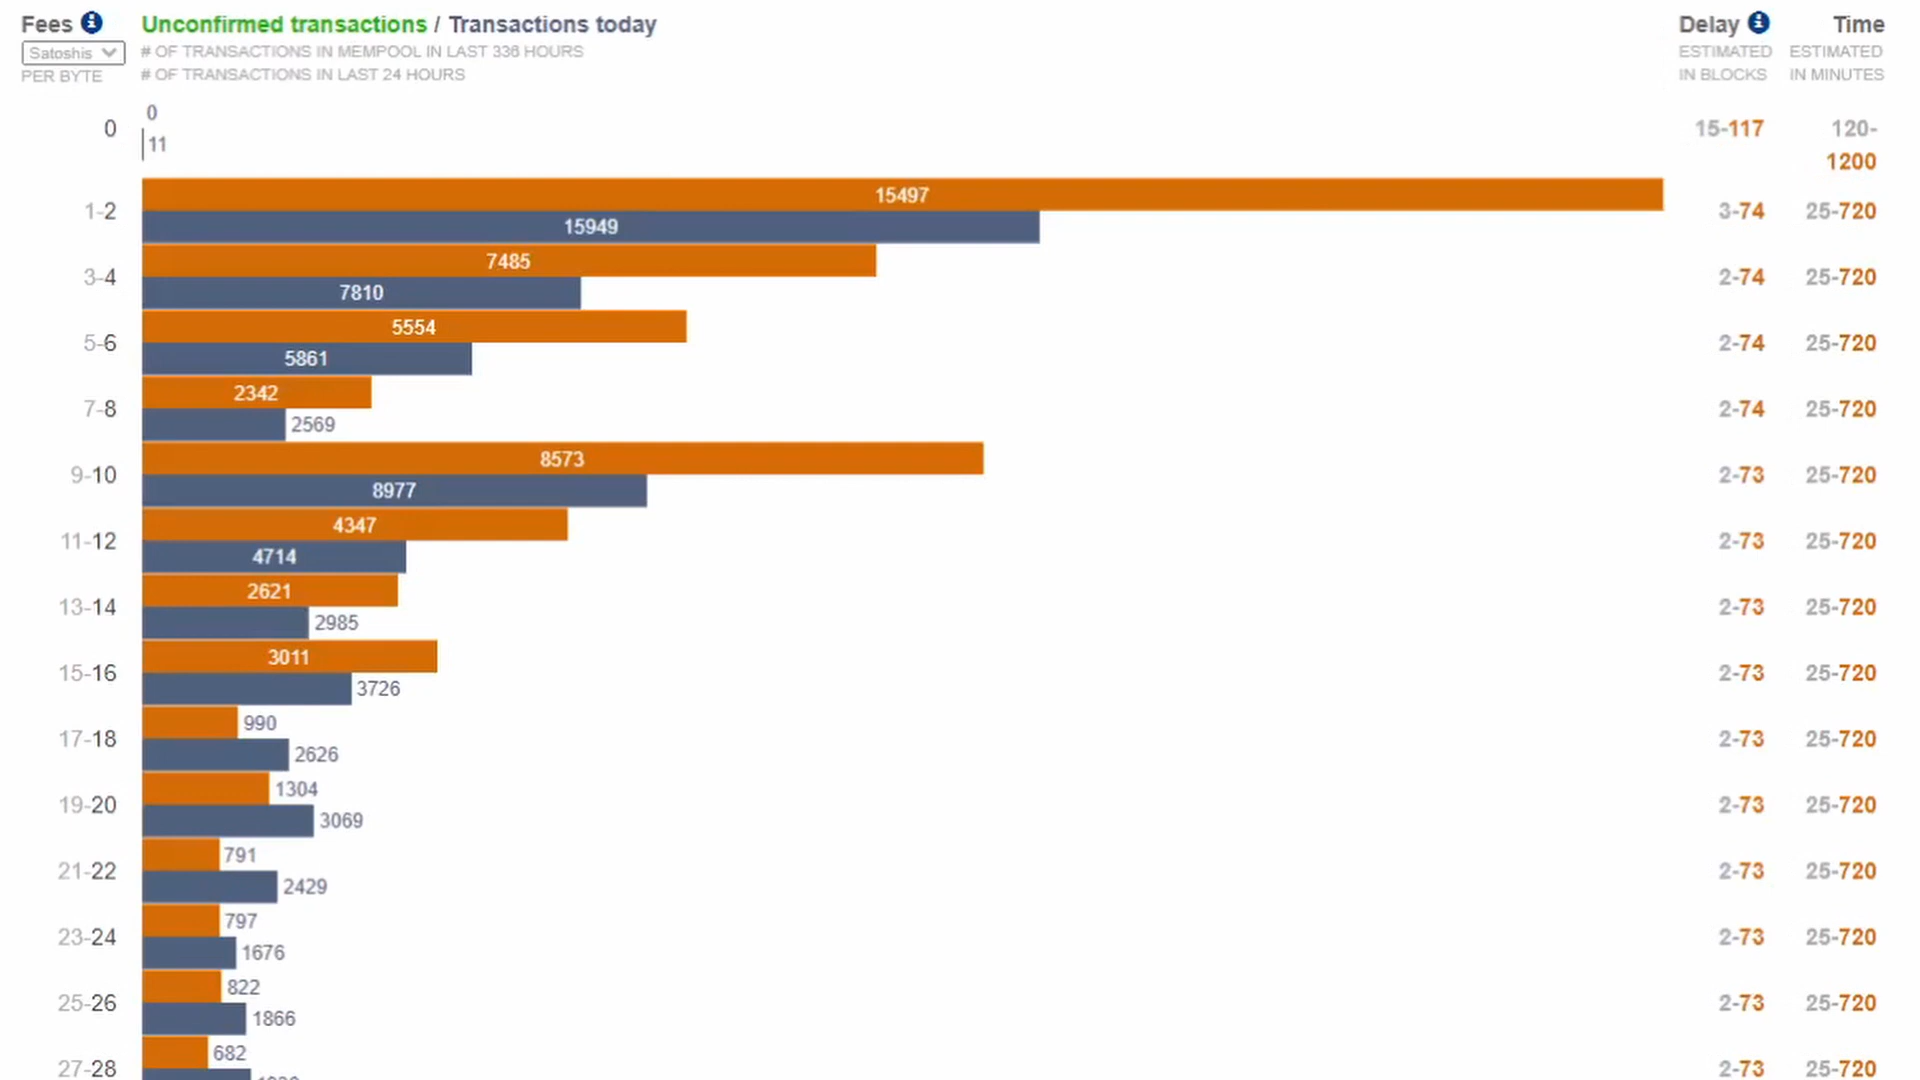 Fees Unconfirmed transactions / Transactions today Delay Time
Satoshis # OF TRANSACTIONS IN MEMPOOL IN LAST 336 HOURS ESTIMATED ESTIMATED
PER BYTE # OF TRANSACTIONS IN LAST 24 HOURS IN BLOCKS IN MINUTES
0
0 15-117 120-
11
1200
15497
1-2 3-74 25-720
15949
7485
3-4 2-74 25-720
7810
5554
5-6 2-74 25-720
5861
2342
7-8 2-74 25-720
2569
8573
9-10 2-73 25-720
8977
4347
11-12 2-73 25-720
4714
2621
13-14 2-73 25-720
2985
3011
15-16 2-73 25-720
3726
990
17-18 2-73 25-720
2626
1304
19-20 2-73 25-720
3069
791
21-22 2-73 25-720
2429
797
23-24 2-73 25-720
1676
822
25-26 2-73 25-720
1866
682
27-28 2-73 25-720